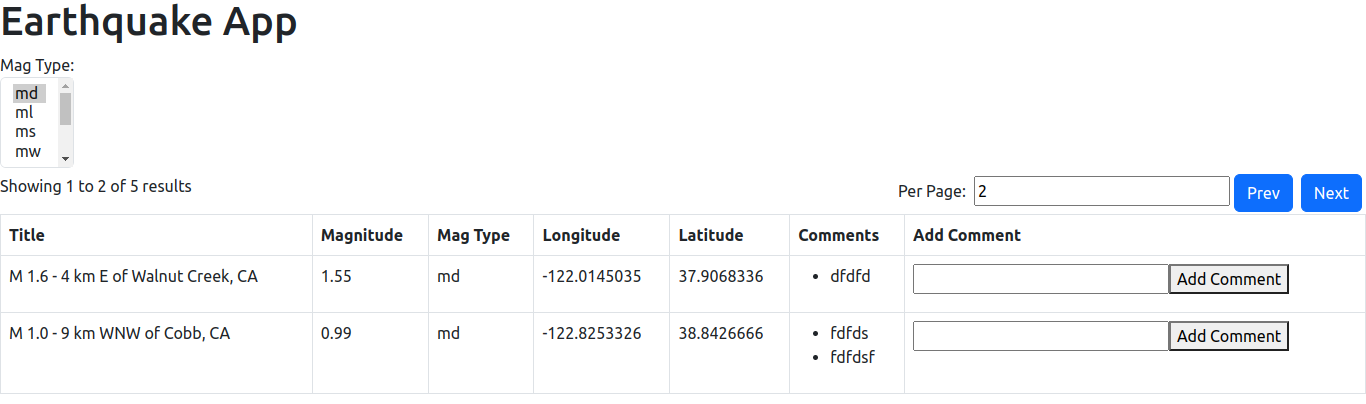 Earthquake App
Mag Type:
md
ml
ms
mw
Showing 1 to 2 of 5 results
Per Page: 2 Prev Next
Title Magnitude Mag Type Longitude Latitude Comments Add Comment
M 1.6 - 4 km E of Walnut Creek, CA 1.55 md -122.0145035 37.9068336 • dfdfd Add Comment
M 1.0 - 9 km WNW of Cobb, CA 0.99 md -122.8253326 38.8426666 • fdfds Add Comment
• fdfdsf